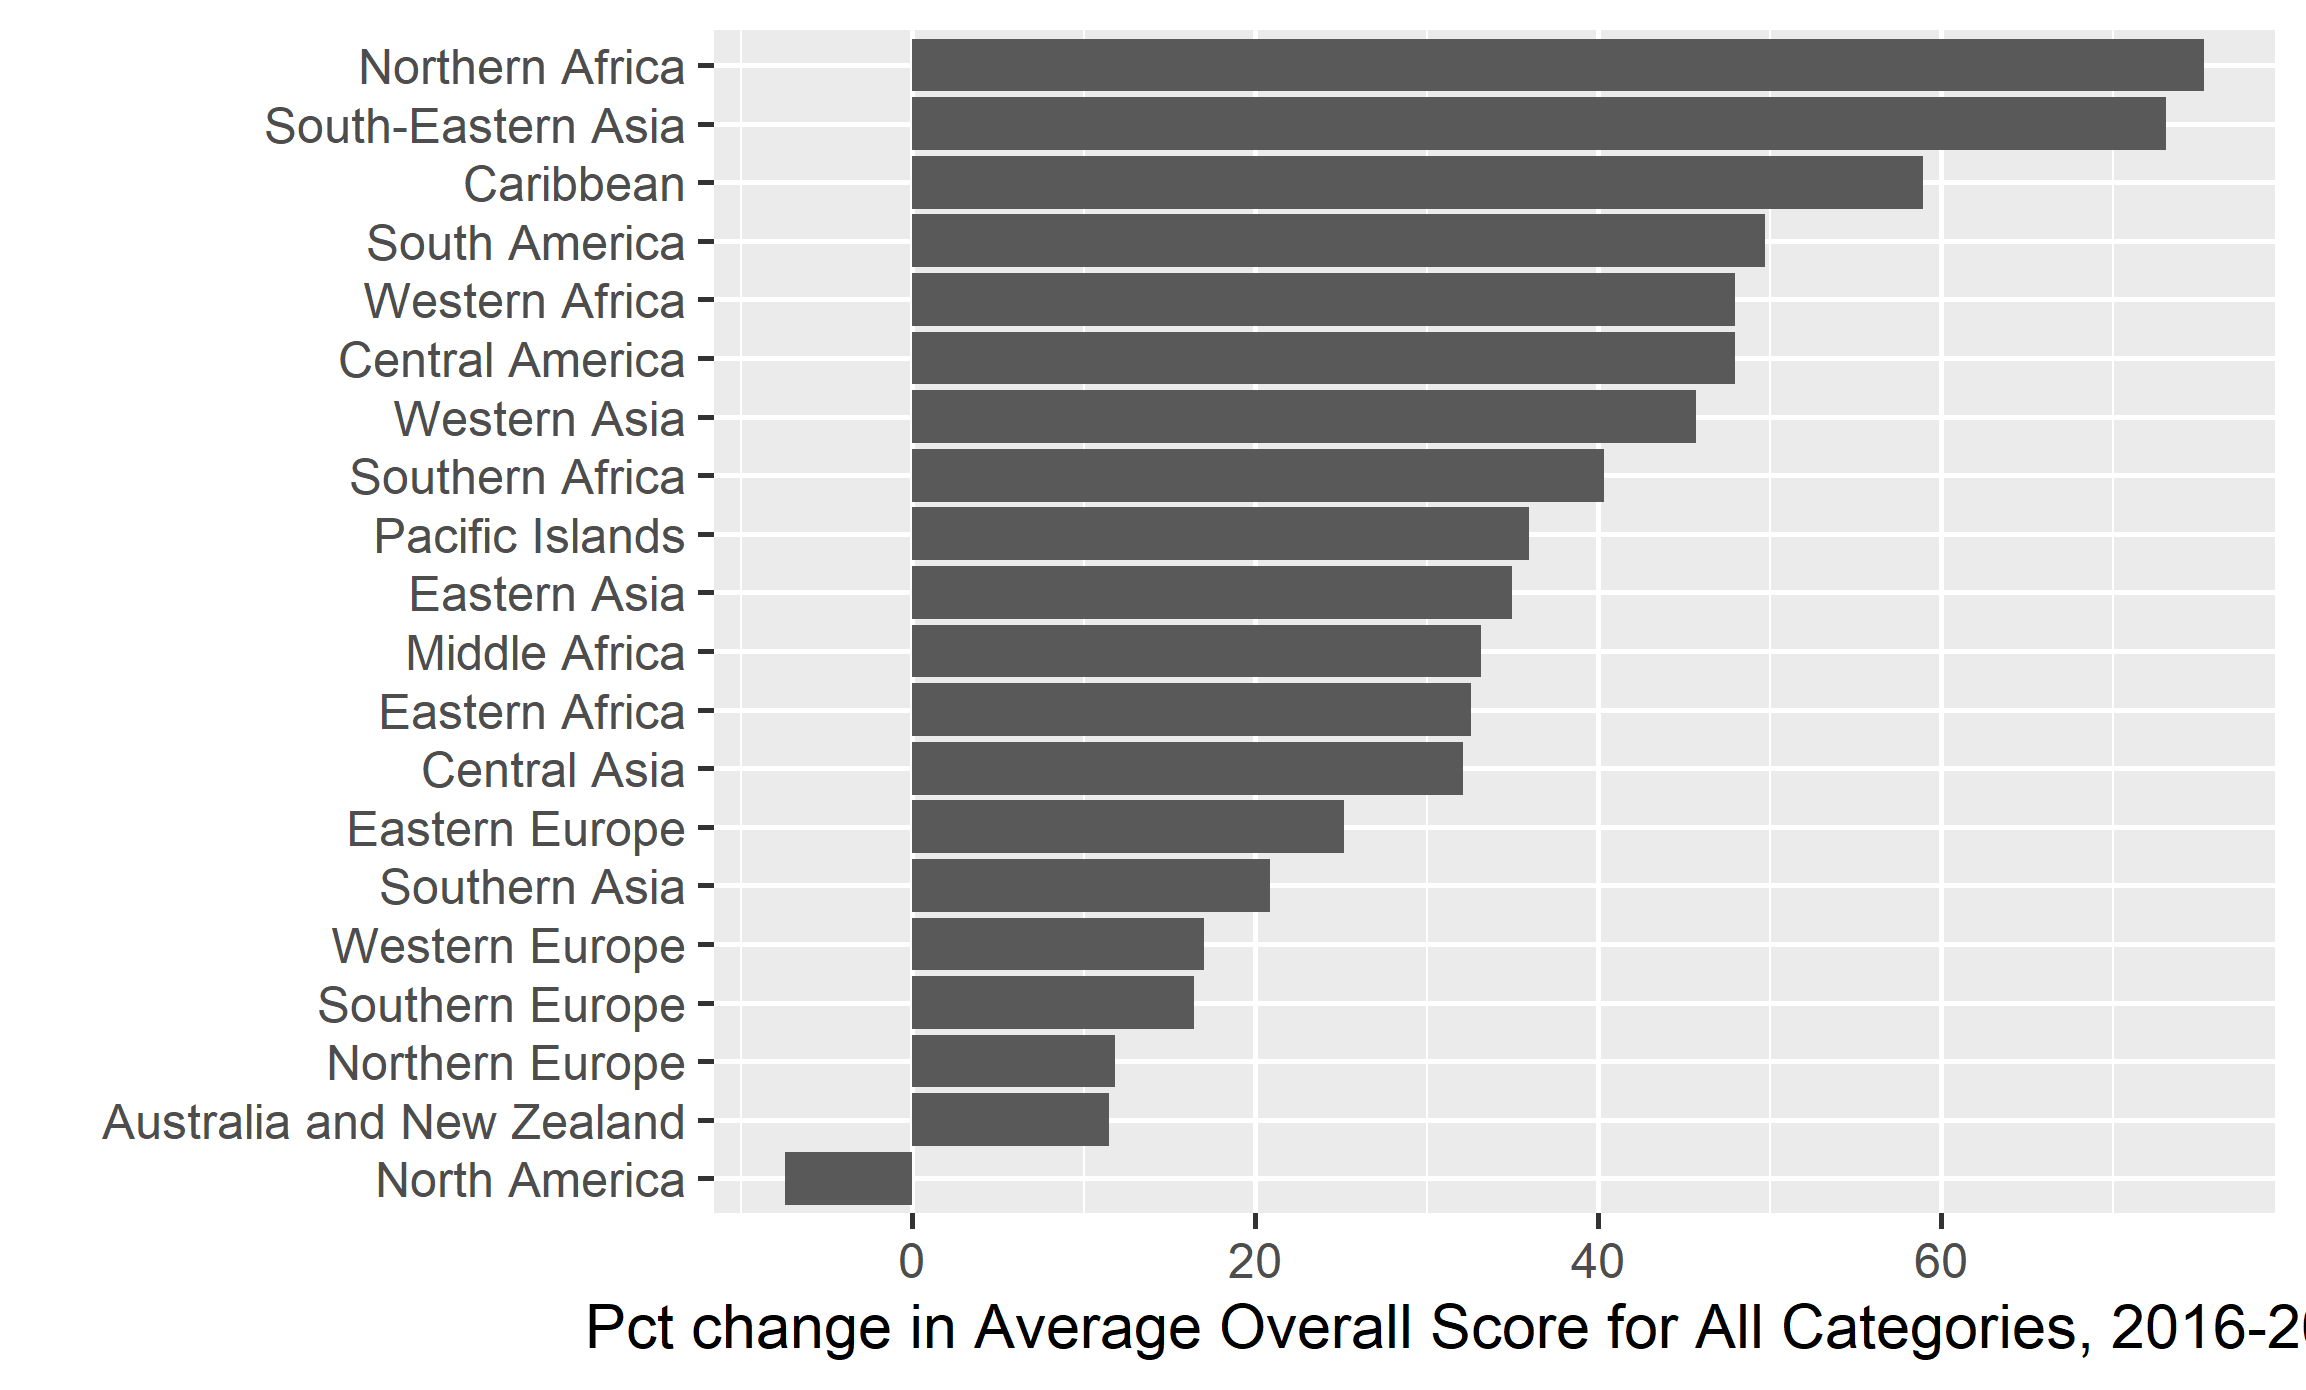 Northern Africa
South-Eastern Asia
Caribbean
South America
Western Africa
Central America
Western Asia
Southern Africa
Pacific Islands
Eastern Asia
Middle Africa
Eastern Africa
Central Asia
Eastern Europe
Southern Asia
Western Europe
Southern Europe
Northern Europe
Australia and New Zealand
North America
0 20 40 60
Pct change in Average Overall Score for All Categories, 2016-20